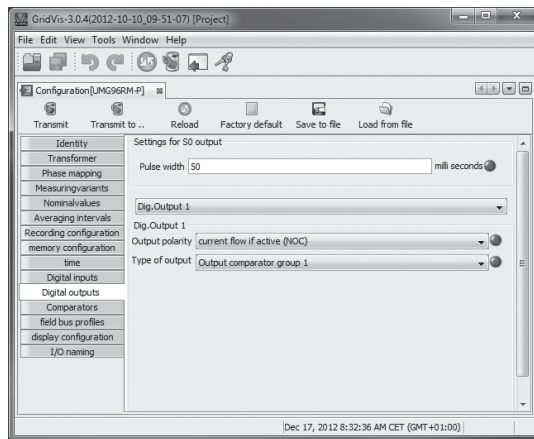 GridVis-3.0.4(2012-10-10_09-51-07) [Project]
File Edit View Tools Window Help
Configuration[UMG96RM-P]
Transmit Transmit to .. Reload Factory default Save to file Load from file
Identity
Transformer
Phase mapping
Measuringvariants
Nominalvalues
Averaging intervals
Recording configuration
memory configuration
time
Digital inputs
Digital outputs
Comparators
field bus profiles
display configuration
I/O naming
Settings for S0 output
Pulse width 50 milli seconds
Dig.Output 1
Dig.Output 1
Output polarity current flow if active (NOC)
Type of output Output comparator group 1
Dec 17, 2012 8:32:36 AM CET (GMT+01:00)